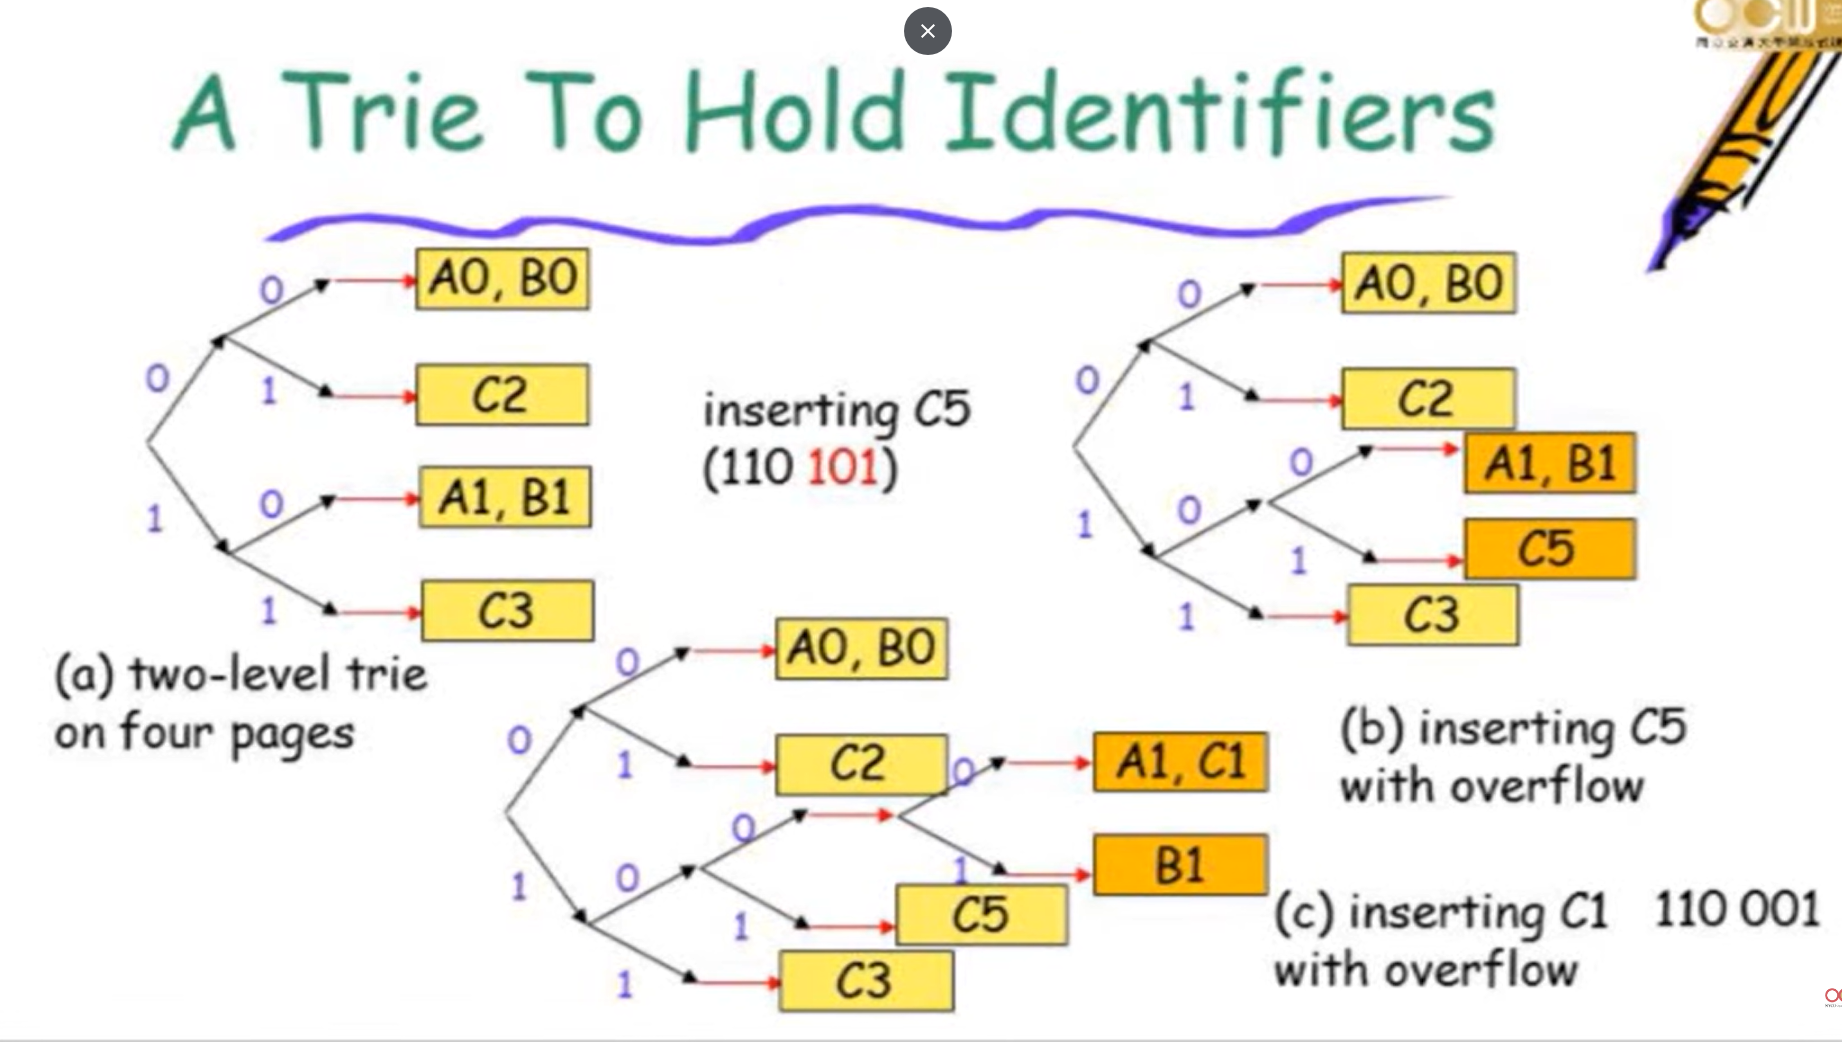 A Trie To Hold Identifiers
0
0
A0, B0
1
C2
1
0
A1, B1
1
C3
(a) two-level trie
on four pages
inserting C5
(110 101)
0
0
A0, B0
1
C2
1
0
0
A1, B1
1
C5
1
C3
(b) inserting C5
with overflow
0
0
A0, B0
1
C2
1
0
0
0
A1, C1
1
B1
1
C5
1
C3
(c) inserting C1 110 001
with overflow